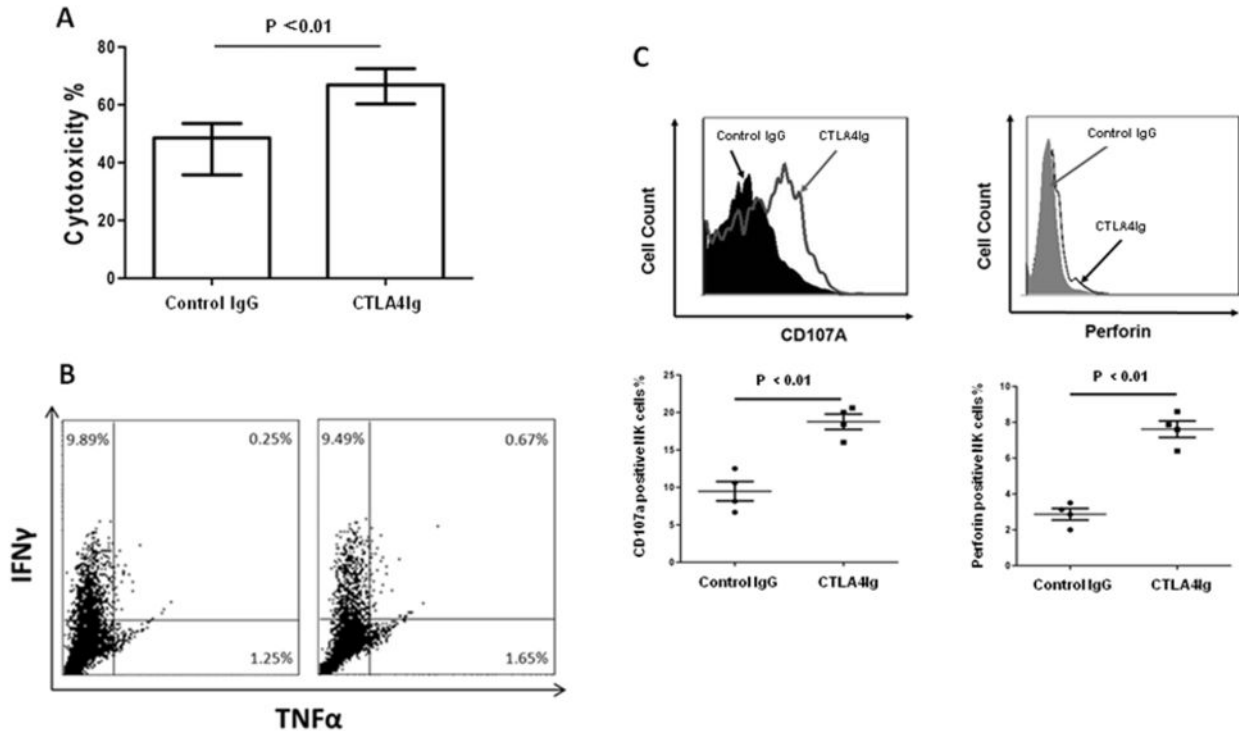 A
P <0.01
80
60
40
20
0
Cytotoxicity %
Control IgG
CTLA4Ig
B
9.89%
0.25%
1.25%
9.49%
0.67%
1.65%
IFNγ
TNFα
C
Control IgG
CTLA4Ig
Cell Count
CD107A
Control IgG
CTLA4Ig
Cell Count
Perforin
P < 0.01
25
20
15
10
5
0
CD107a positive NK cells %
Control IgG
CTLA4Ig
P < 0.01
10
8
6
4
2
0
Perforin positive NK cells %
Control IgG
CTLA4Ig